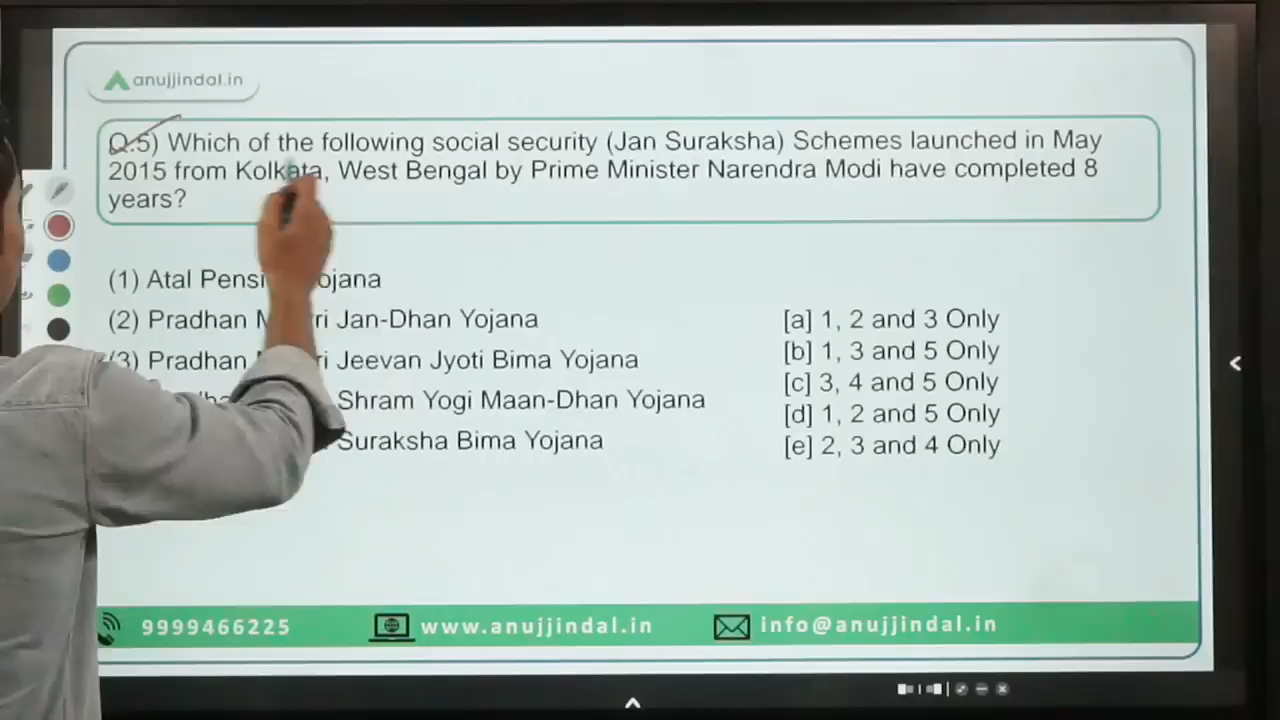 anujjindal.in
Q.5) Which of the following social security (Jan Suraksha) Schemes launched in May
2015 from Kolkata, West Bengal by Prime Minister Narendra Modi have completed 8
years?
(1) Atal Pensi ojana
(2) Pradhan M ri Jan-Dhan Yojana
(3) Pradhan ri Jeevan Jyoti Bima Yojana
Shram Yogi Maan-Dhan Yojana
Suraksha Bima Yojana
[a] 1, 2 and 3 Only
[b] 1, 3 and 5 Only
[c] 3, 4 and 5 Only
[d] 1, 2 and 5 Only
[e] 2, 3 and 4 Only
9999466225 www.anujjindal.in info@anujjindal.in